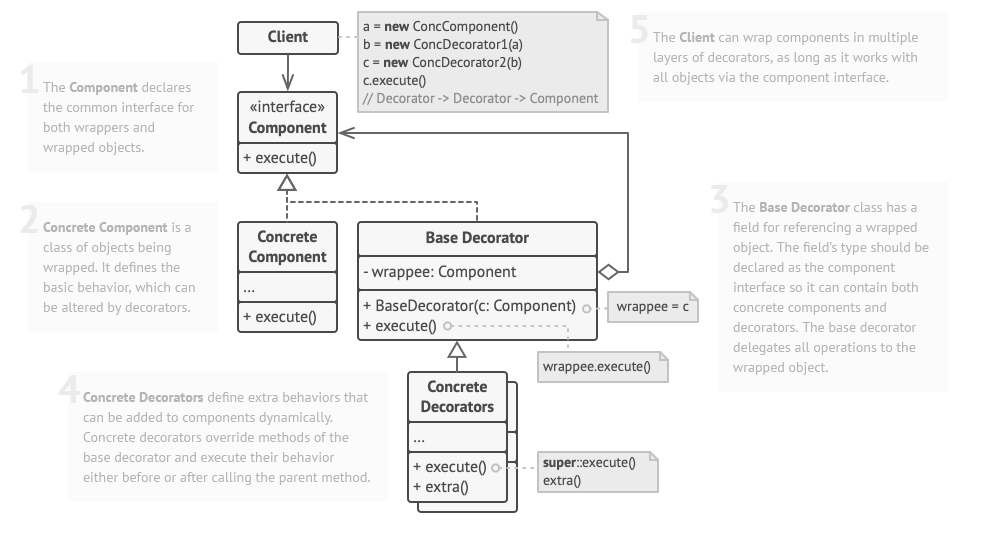 Client
a = new ConcComponent()
b = new ConcDecorator1(a)
c = new ConcDecorator2(b)
c.execute()
// Decorator -> Decorator -> Component
5
The Client can wrap components in multiple
layers of decorators, as long as it works with
all objects via the component interface.
1
The Component declares
the common interface for
both wrappers and
wrapped objects.
«interface»
Component
+ execute()
2
Concrete Component is a
class of objects being
wrapped. It defines the
basic behavior, which can
be altered by decorators.
Concrete
Component
...
+ execute()
Base Decorator
- wrappee: Component
+ BaseDecorator(c: Component)
+ execute()
wrappee = c
wrappee.execute()
3
The Base Decorator class has a
field for referencing a wrapped
object. The field's type should be
declared as the component
interface so it can contain both
concrete components and
decorators. The base decorator
delegates all operations to the
wrapped object.
4
Concrete Decorators define extra behaviors that
can be added to components dynamically.
Concrete decorators override methods of the
base decorator and execute their behavior
either before or after calling the parent method.
Concrete
Decorators
...
+ execute()
+ extra()
super::execute()
extra()